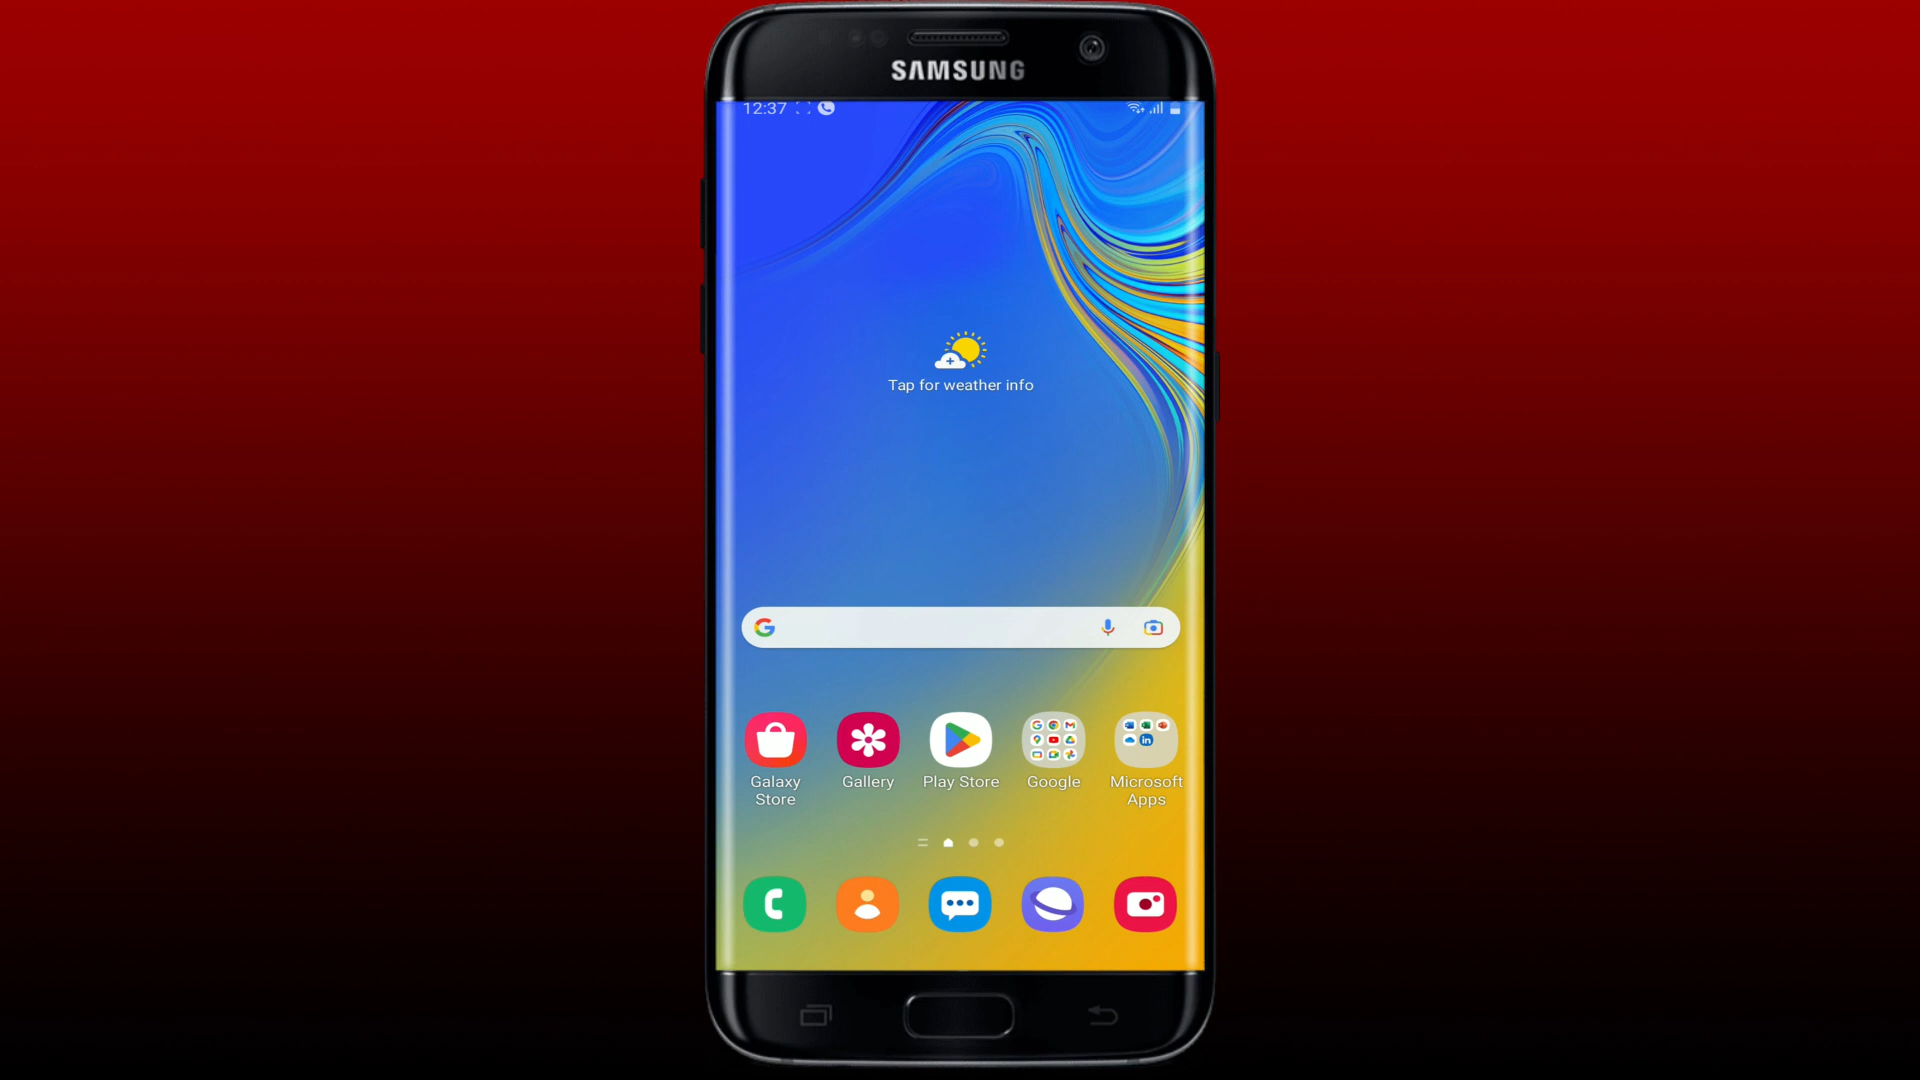 SAMSUNG
12:37
Tap for weather info
Galaxy
Store
Gallery
Play Store
Google
Microsoft
Apps